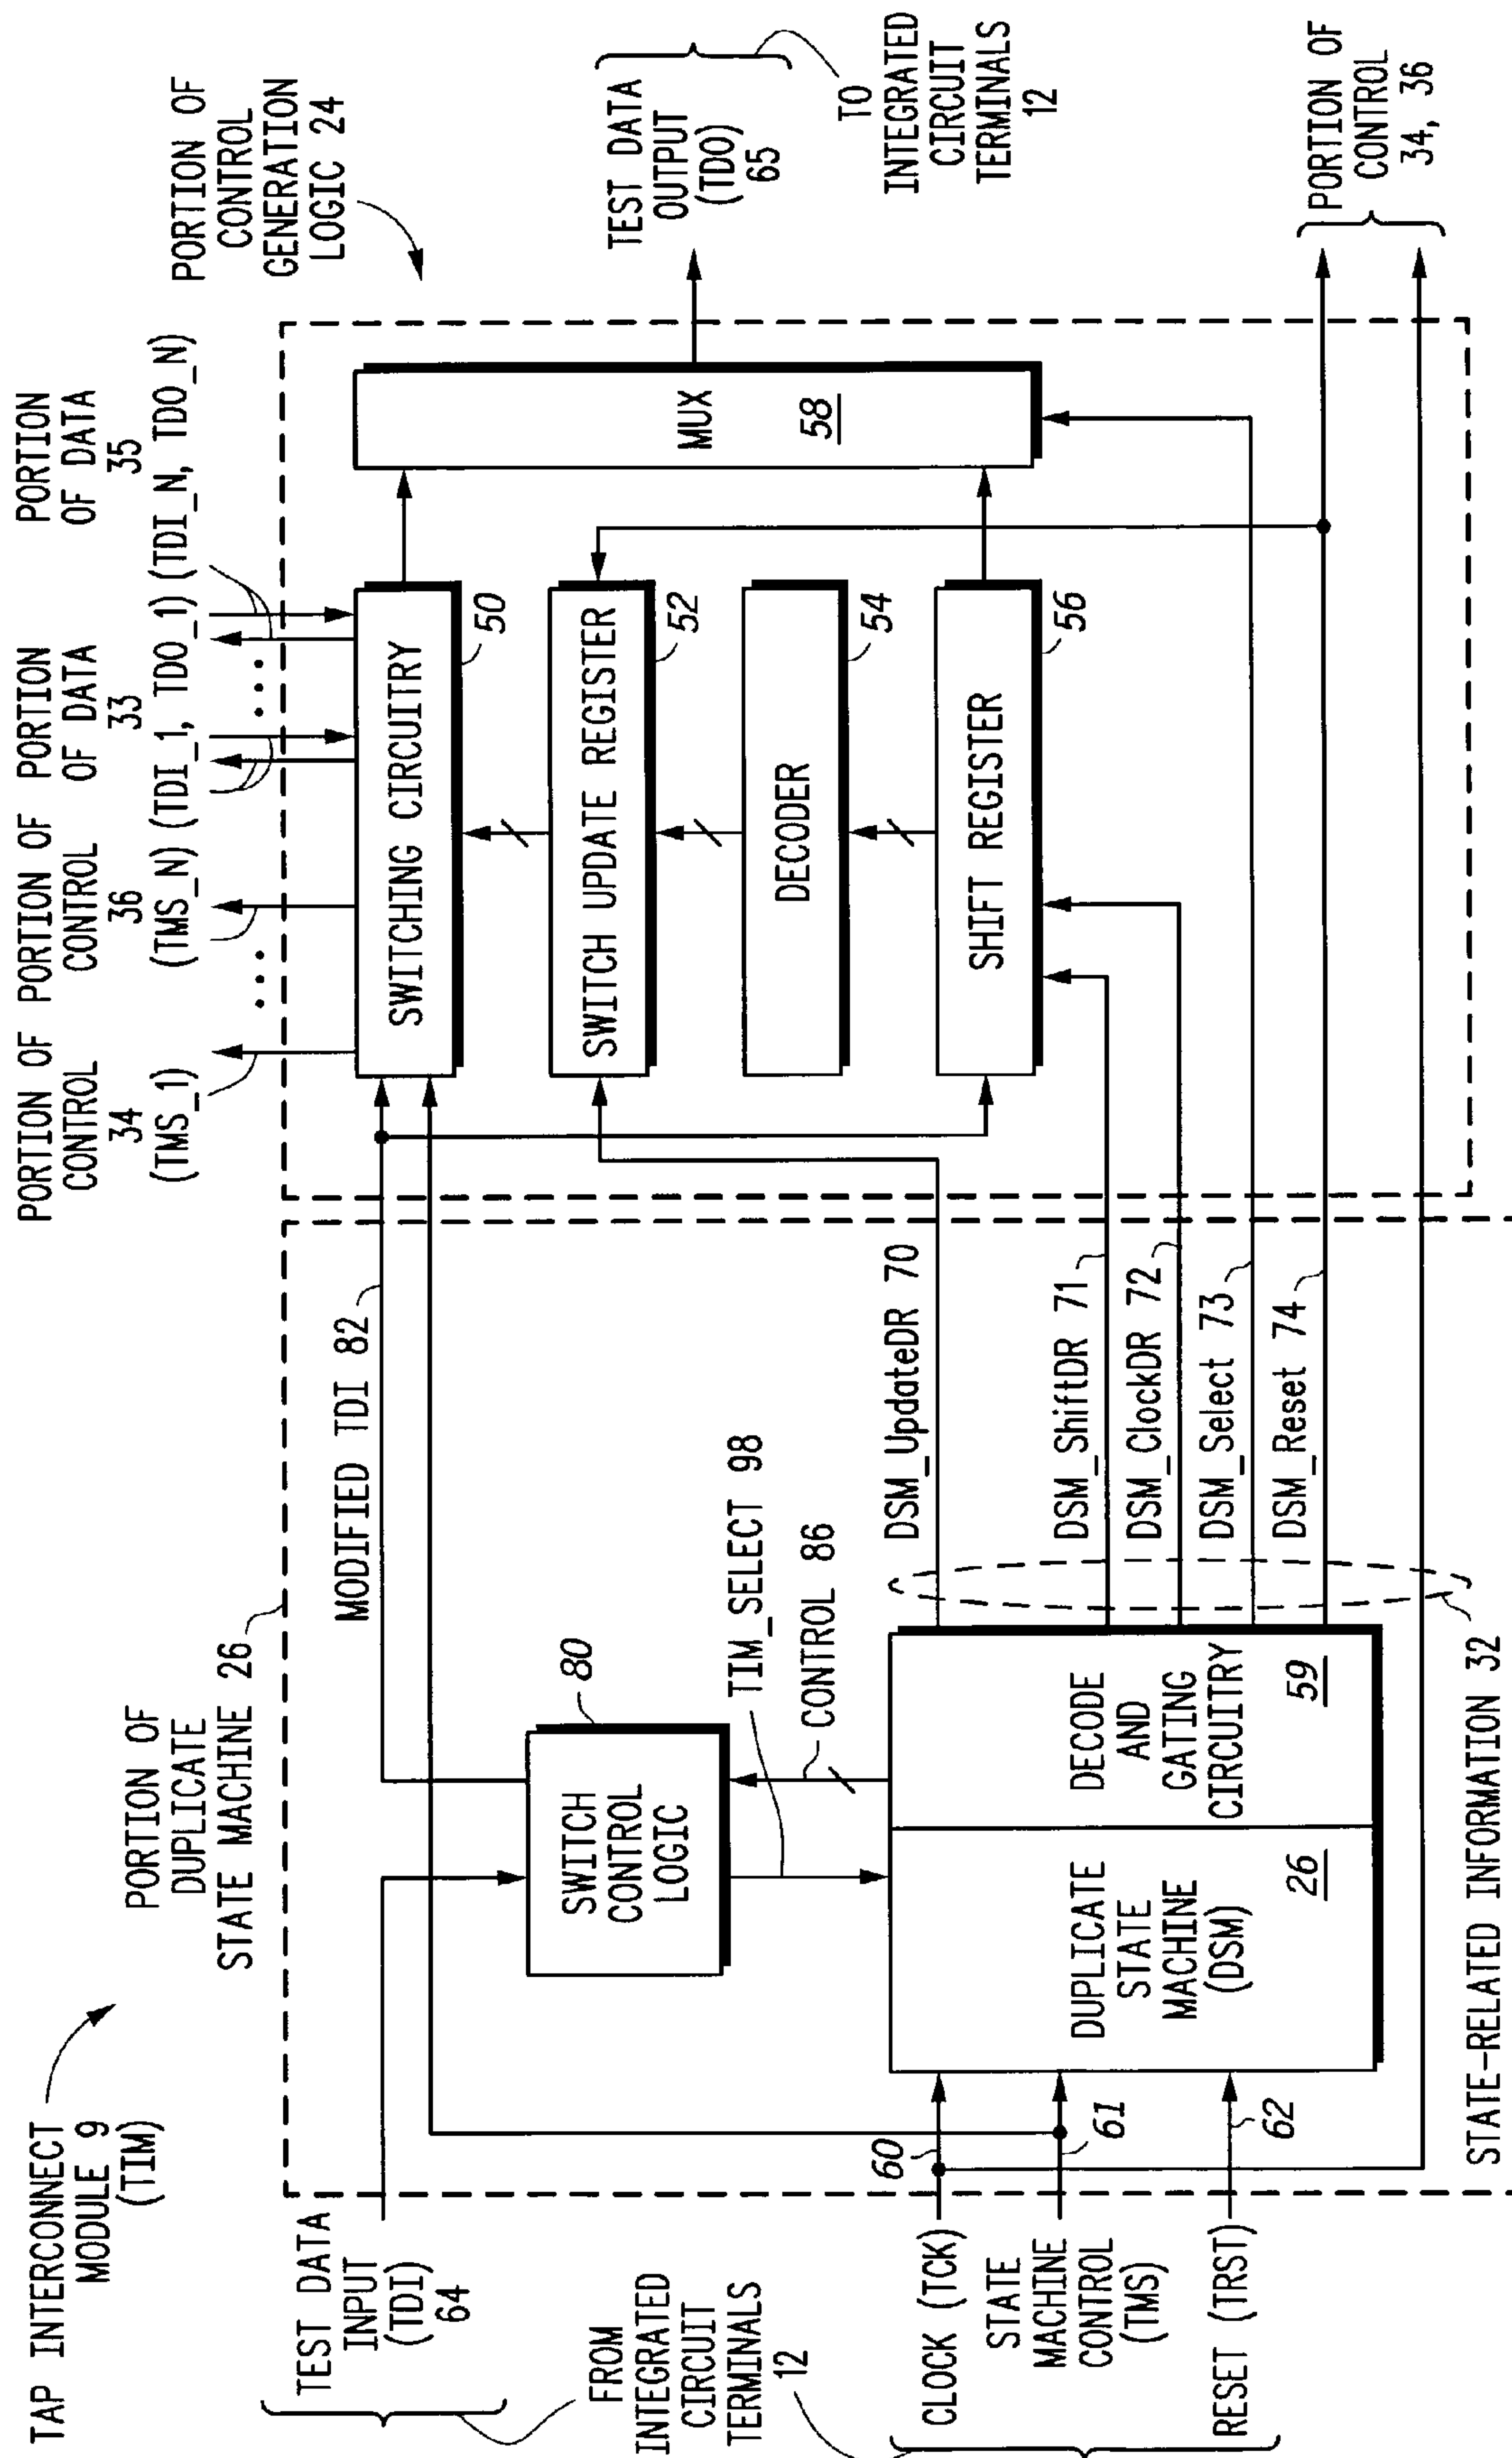 TAP INTERCONNECT
MODULE 9
(TIM)
PORTION OF
DUPLICATE
STATE MACHINE 26
PORTION OF
CONTROL
34
(TMS_1)
PORTION OF
CONTROL
36
(TMS_N)
PORTION
OF DATA
33
(TDI_1, TDO_1)
PORTION
OF DATA
35
(TDI_N, TDO_N)
PORTION OF
CONTROL
GENERATION
LOGIC 24
TEST DATA
INPUT
(TDI)
64
FROM
INTEGRATED
CIRCUIT
TERMINALS
12
CLOCK (TCK)
STATE
MACHINE
CONTROL
(TMS)
RESET (TRST)
60
61
62
SWITCH
CONTROL
LOGIC
80
MODIFIED TDI 82
TIM_SELECT 98
CONTROL 86
DUPLICATE
STATE
MACHINE
(DSM)
26
DECODE
AND
GATING
CIRCUITRY
59
DSM_UpdateDR 70
DSM_ShiftDR 71
DSM_ClockDR 72
DSM_Select 73
DSM_Reset 74
STATE-RELATED INFORMATION 32
SWITCHING CIRCUITRY
50
SWITCH UPDATE REGISTER
52
DECODER
54
SHIFT REGISTER
56
MUX
58
TEST DATA
OUTPUT
(TDO)
65
TO
INTEGRATED
CIRCUIT
TERMINALS
12
PORTION OF
CONTROL
34, 36